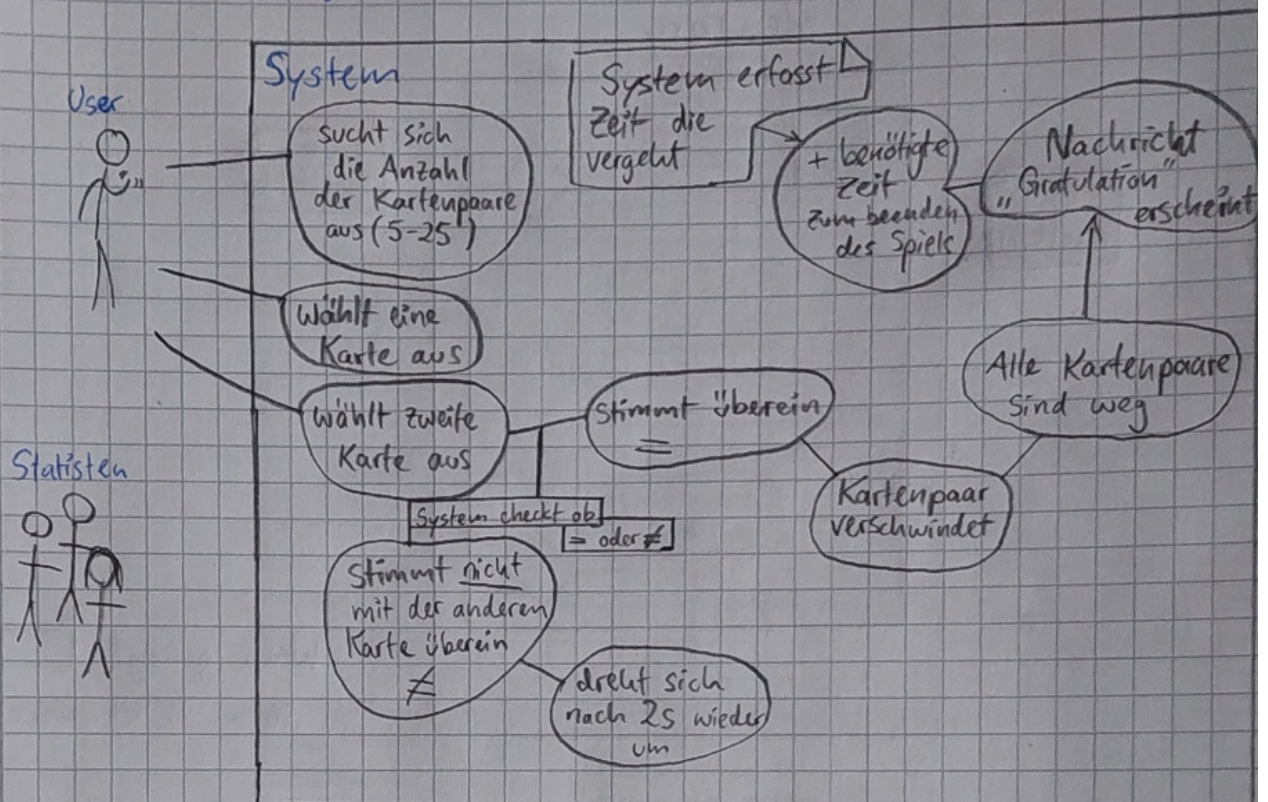 User
System
sucht sich
die Anzahl
der Kartenpaare
aus (5-25)
System erfasst
Zeit die
vergeht
+ benötigte
Zeit
zum beenden
des Spiels
Nachricht
„Gratulation"
erscheint
wählt eine
Karte aus
wählt zweite
Karte aus
Stimmt überein
=
Alle Kartenpaare
Sind weg
Kartenpaar
verschwindet
System checkt ob
= oder ≠
Stimmt nicht
mit der anderen
Karte überein
≠
dreht sich
nach 2s wieder
um
Statisten